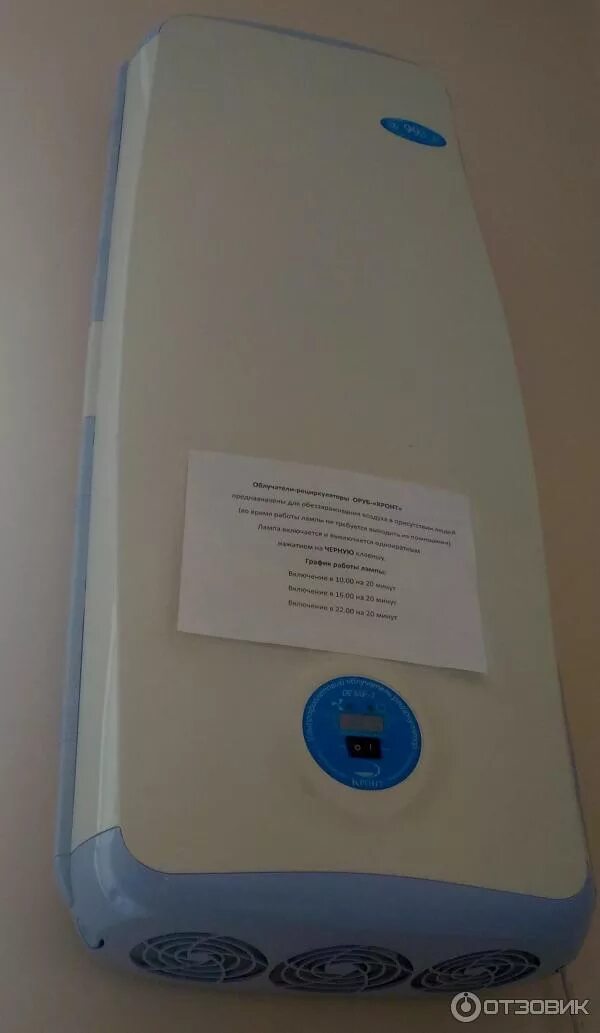 Облучатели-рециркуляторы ОРУБ-«КРОНТ»
предназначены для обеззараживания воздуха в присутствии людей
(во время работы лампы не требуется выходить из помещения)
Лампа включается и выключается однократным
нажатием на ЧЕРНУЮ клавишу.
График работы лампы:
Включение в 10.00 на 20 минут
Включение в 16.00 на 20 минут
Включение в 22.00 на 20 минут
О I
ОТЗОВИК